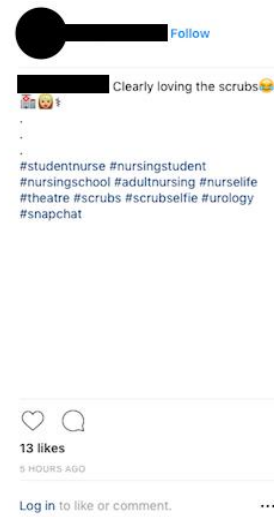 Follow
Clearly loving the scrubs😂
🏥👩🏼⚕
.
.
.
#studentnurse #nursingstudent
#nursingschool #adultnursing #nurselife
#theatre #scrubs #scrubselfie #urology
#snapchat
13 likes
5 HOURS AGO
Log in to like or comment.